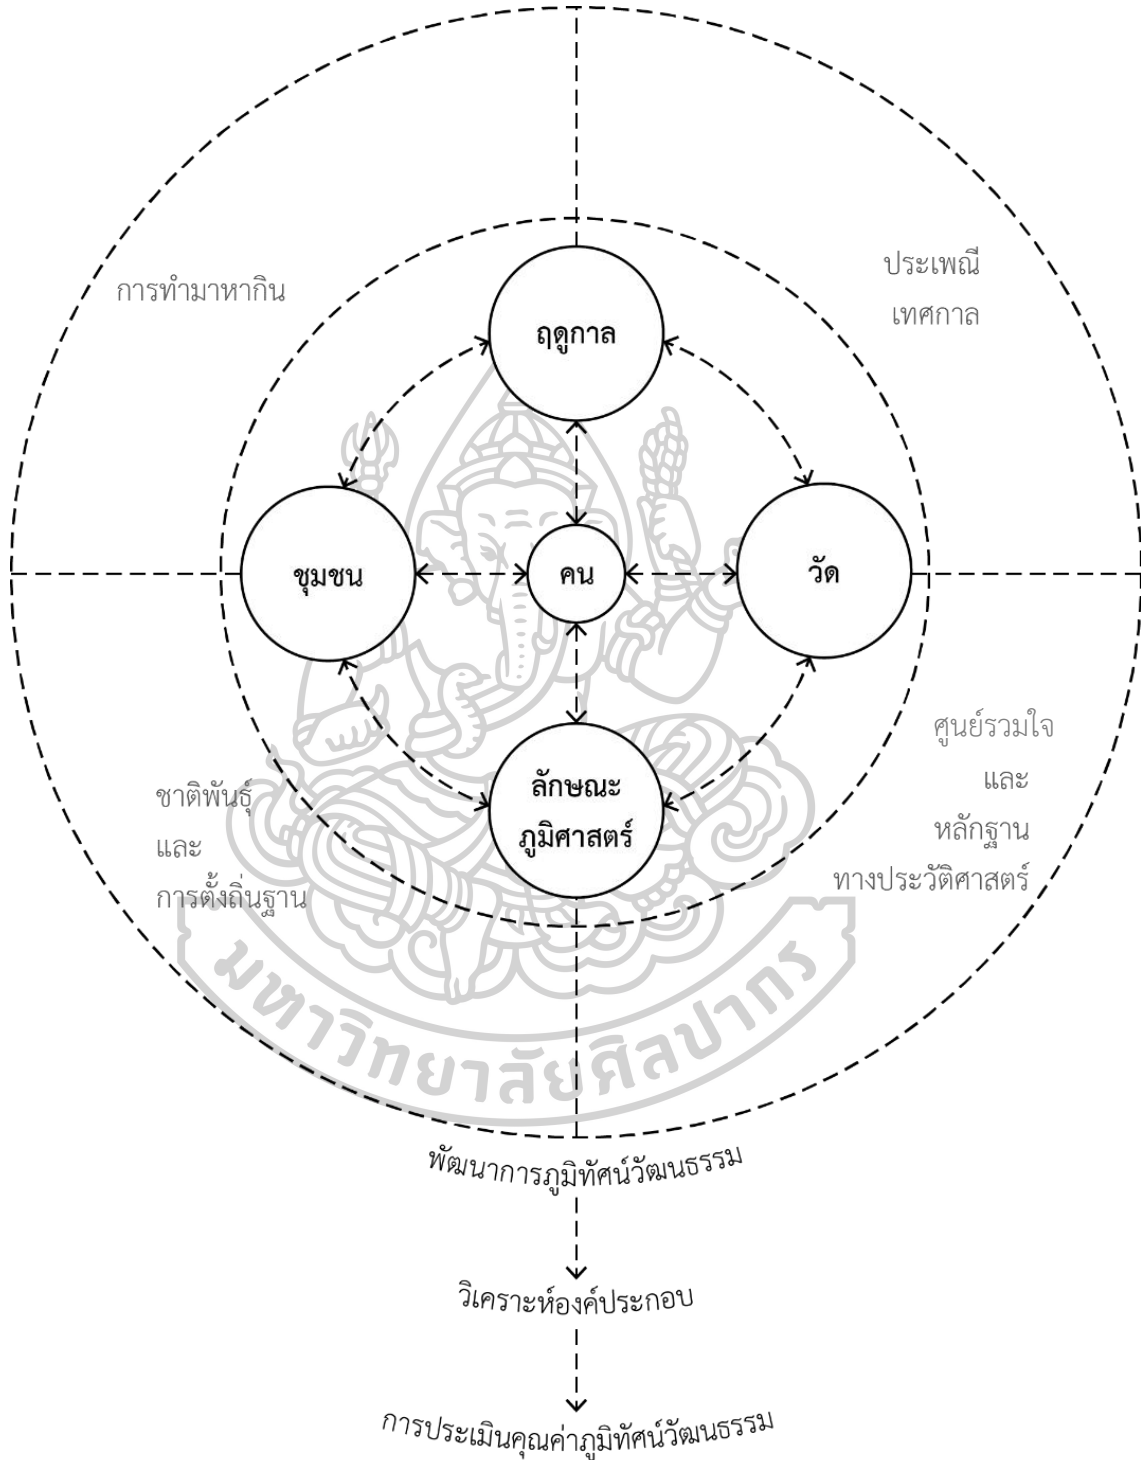 การทำมาหากิน
ประเพณี
เทศกาล
ฤดูกาล
ชุมชน
คน
วัด
ลักษณะ
ภูมิศาสตร์
ชาติพันธุ์
และ
การตั้งถิ่นฐาน
ศูนย์รวมใจ
และ
หลักฐาน
ทางประวัติศาสตร์
มหาวิทยาลัยศิลปากร
พัฒนาการภูมิทัศน์วัฒนธรรม
วิเคราะห์องค์ประกอบ
การประเมินคุณค่าภูมิทัศน์วัฒนธรรม